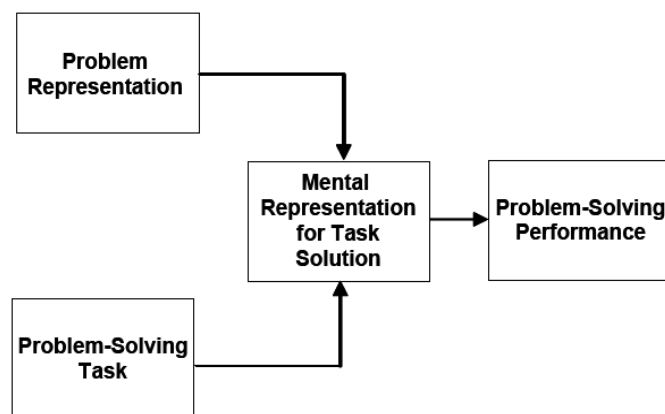 Problem
Representation
Mental
Representation
for Task
Solution
Problem-Solving
Performance
Problem-Solving
Task